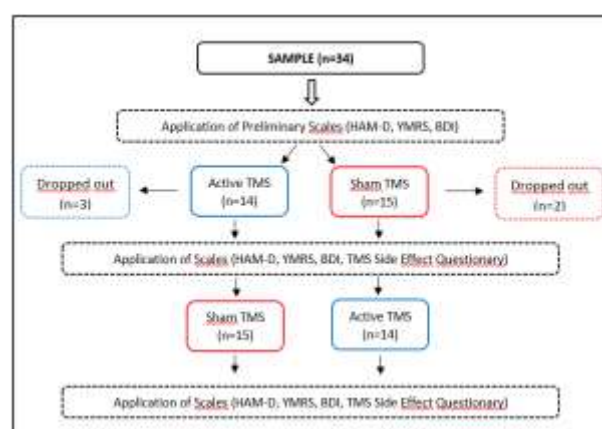 SAMPLE (n=34)
Application of Preliminary Scales (HAM-D, YMRS, BDI)
Dropped out
(n=3)
Active TMS
(n=14)
Sham TMS
(n=15)
Dropped out
(n=2)
Application of Scales (HAM-D, YMRS, BDI, TMS Side Effect Questionary)
Sham TMS
(n=15)
Active TMS
(n=14)
Application of Scales (HAM-D, YMRS, BDI, TMS Side Effect Questionary)